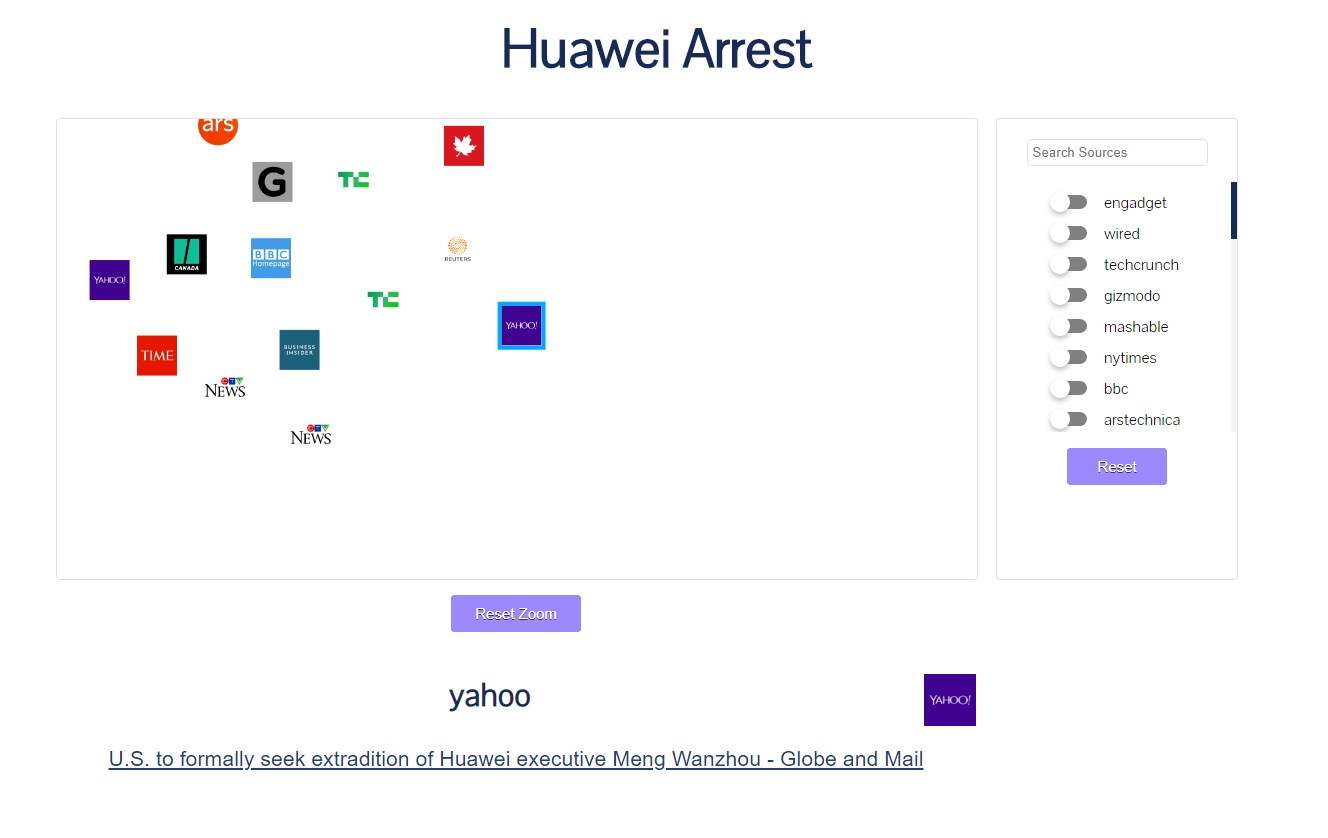 Huawei Arrest
ars
G
TC
Search Sources
engadget
wired
techcrunch
gizmodo
mashable
nytimes
bbc
arstechnica
Reset
CANADA
BBC
Homepage
REUTERS
YAHOO!
TC
YAHOO!
TIME
BUSINESS
INSIDER
CTV
NEWS
CTV
NEWS
Reset Zoom
yahoo
YAHOO!
U.S. to formally seek extradition of Huawei executive Meng Wanzhou - Globe and Mail